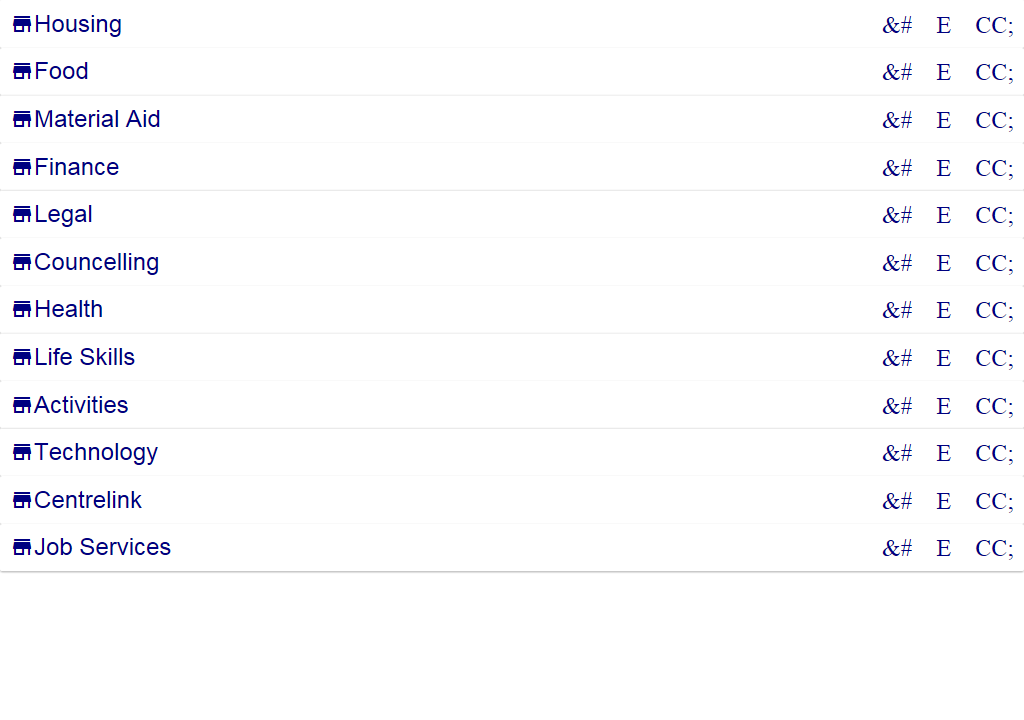 Housing &# E CC;
Food &# E CC;
Material Aid &# E CC;
Finance &# E CC;
Legal &# E CC;
Councelling &# E CC;
Health &# E CC;
Life Skills &# E CC;
Activities &# E CC;
Technology &# E CC;
Centrelink &# E CC;
Job Services &# E CC;